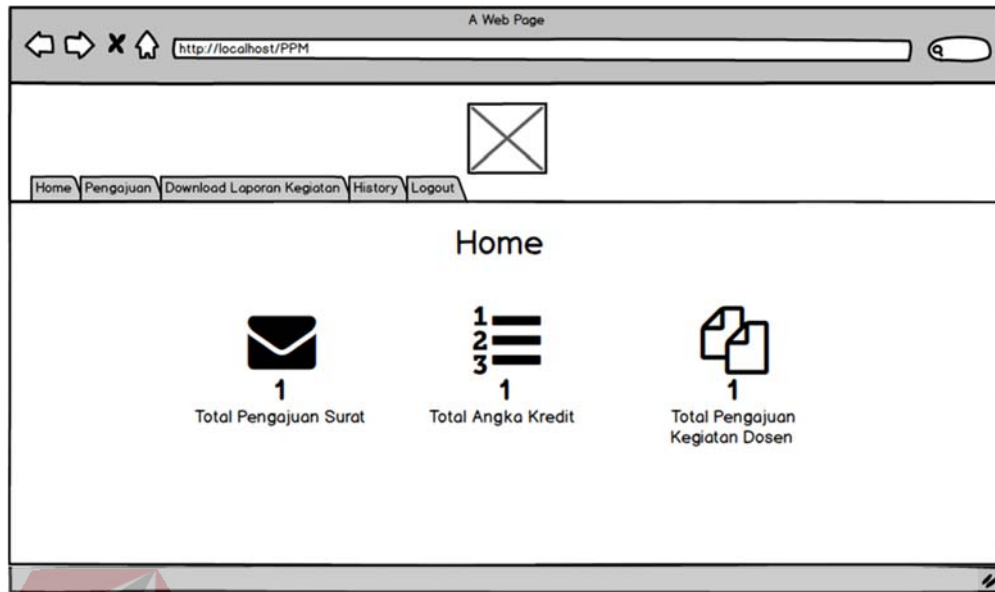 A Web Page
http://localhost/PPM
Home Pengajuan Download Laporan Kegiatan History Logout
Home
1
2
3
1
Total Pengajuan Surat
1
Total Angka Kredit
1
Total Pengajuan
Kegiatan Dosen